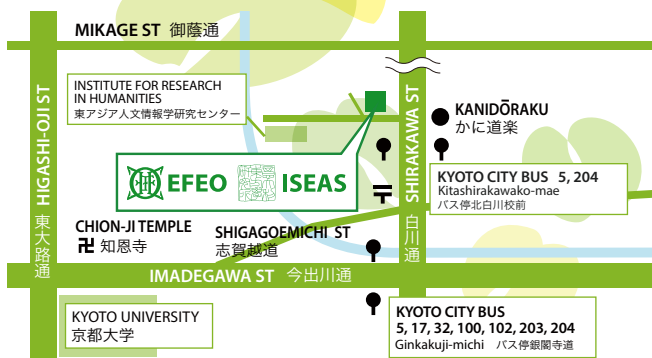 MIKAGE ST 御蔭通
HIGASHI-OJI ST 東大路通
INSTITUTE FOR RESEARCH
IN HUMANITIES
東アジア人文情報学研究センター
SHIRAKAWA ST 白川通
KANIDŌRAKU
かに道楽
EFEO ISEAS
KYOTO CITY BUS 5, 204
Kitashirakawako-mae
バス停北白川校前
〒
CHION-JI TEMPLE
卍 知恩寺
SHIGAGOEMICHI ST
志賀越道
IMADEGAWA ST 今出川通
KYOTO UNIVERSITY
京都大学
KYOTO CITY BUS
5, 17, 32, 100, 102, 203, 204
Ginkakuji-michi バス停銀閣寺道